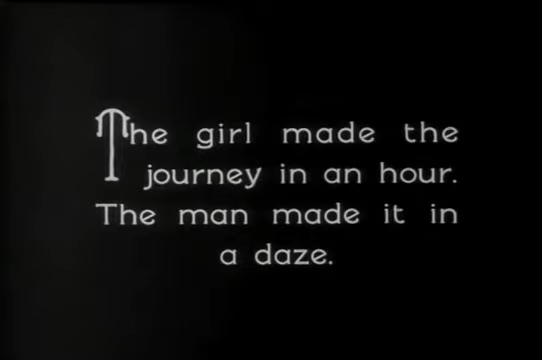 The girl made the
journey in an hour.
The man made it in
a daze.